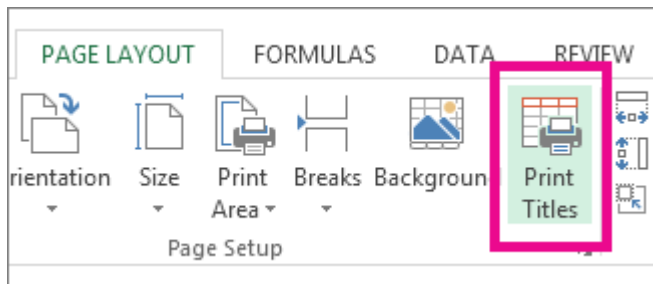 PAGE LAYOUT FORMULAS DATA REVIEW
rientation Size Print Area Breaks Backgroun Print Titles
Page Setup